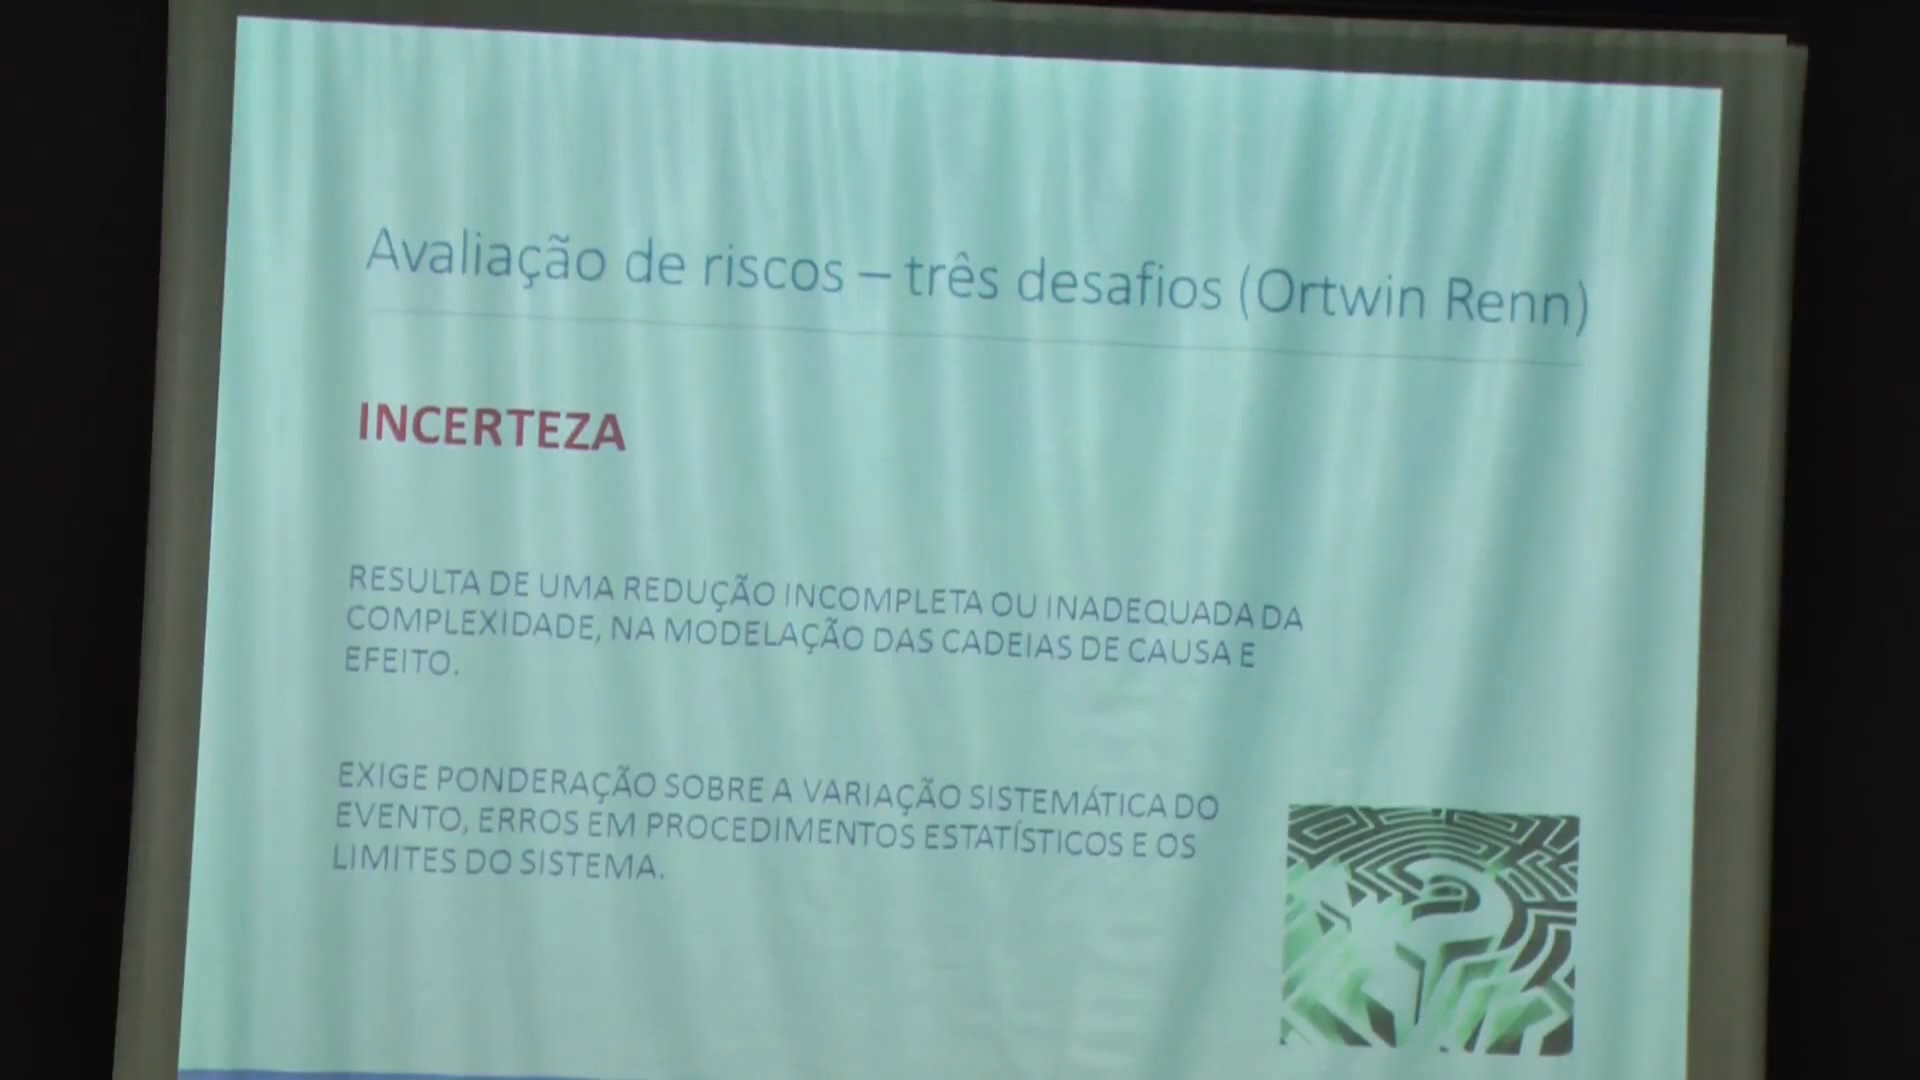 Avaliação de riscos – três desafios (Ortwin Renn)
INCERTEZA
RESULTA DE UMA REDUÇÃO INCOMPLETA OU INADEQUADA DA
COMPLEXIDADE, NA MODELAÇÃO DAS CADEIAS DE CAUSA E
EFEITO.
EXIGE PONDERAÇÃO SOBRE A VARIAÇÃO SISTEMÁTICA DO
EVENTO, ERROS EM PROCEDIMENTOS ESTATÍSTICOS E OS
LIMITES DO SISTEMA.